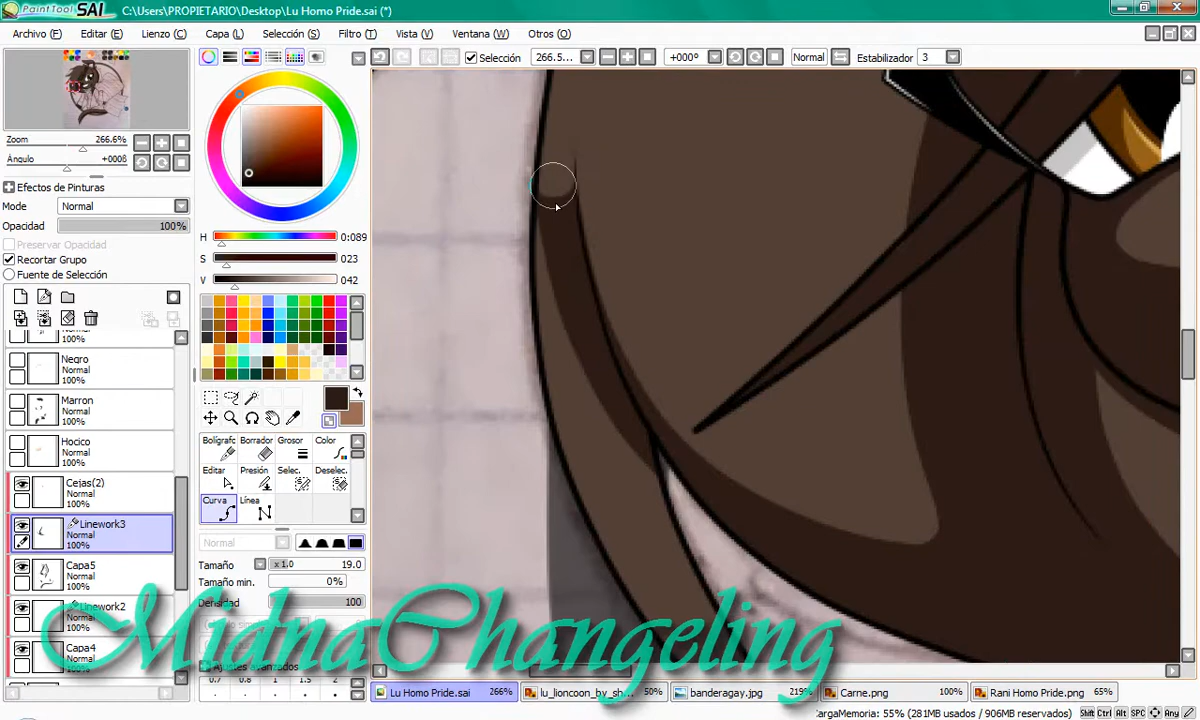 PaintTool SAI C:\Users\PROPIETARIO\Desktop\Lu Homo Pride.sai (*)
Archivo (F) Editar (E) Lienzo (C) Capa (L) Selección (S) Filtro (T) Vista (V) Ventana (W) Otros (O)
Selección 266.5... +000º Normal Estabilizador 3
Zoom 266.6%
Ángulo +000ß
Efectos de Pinturas
Mode Normal
Opacidad 100%
Preservar Opacidad
Recortar Grupo
Fuente de Selección
100%
Negro
Normal
100%
Marron
Normal
100%
Hocico
Normal
100%
Cejas(2)
Normal
100%
Linework3
Normal
100%
Capa5
Normal
100%
Linework2
Normal
100%
Capa4
Normal
100%
H 0:089
S 023
V 042
Bolígrafo Borrador Grosor Color
Editar Presión Selec. Deselec.
Curva Línea
Normal
Tamaño x1.0 19.0
Tamaño min. 0%
Densidad 100
Ajustes avanzados
0.7 0.8 1 1.5 2
MidnaChangeling
Lu Homo Pride.sai 266% lu_lioncoon_by_sh... 50% banderagay.jpg 219% Carne.png 100% Rani Homo Pride.png 65%
CargaMemoria: 55% (281MB usados / 906MB reservados) Shift Ctrl Alt SPC Any